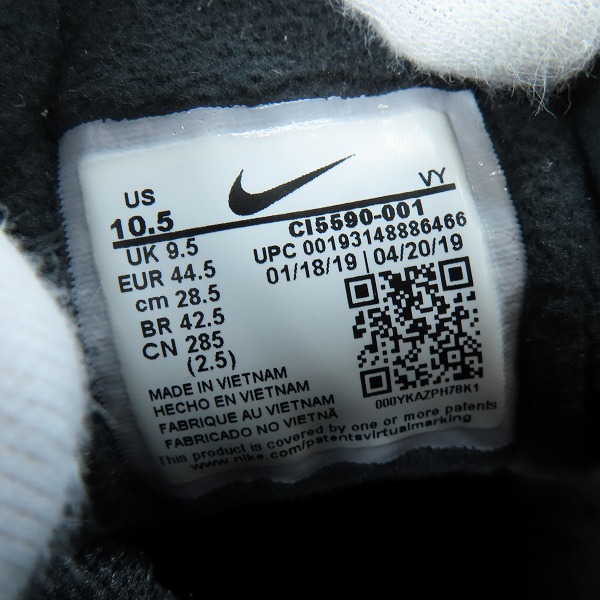 US
10.5
VY
CI5590-001
UPC 00193148886466
01/18/19 | 04/20/19
UK 9.5
EUR 44.5
cm 28.5
BR 42.5
CN 285
(2.5)
000YKAZPH78K1
MADE IN VIETNAM
HECHO EN VIETNAM
FABRIQUE AU VIETNAM
FABRICADO NO VIETNÃ
This product is covered by one or more patents
www.nike.com/patentsvirtualmarking